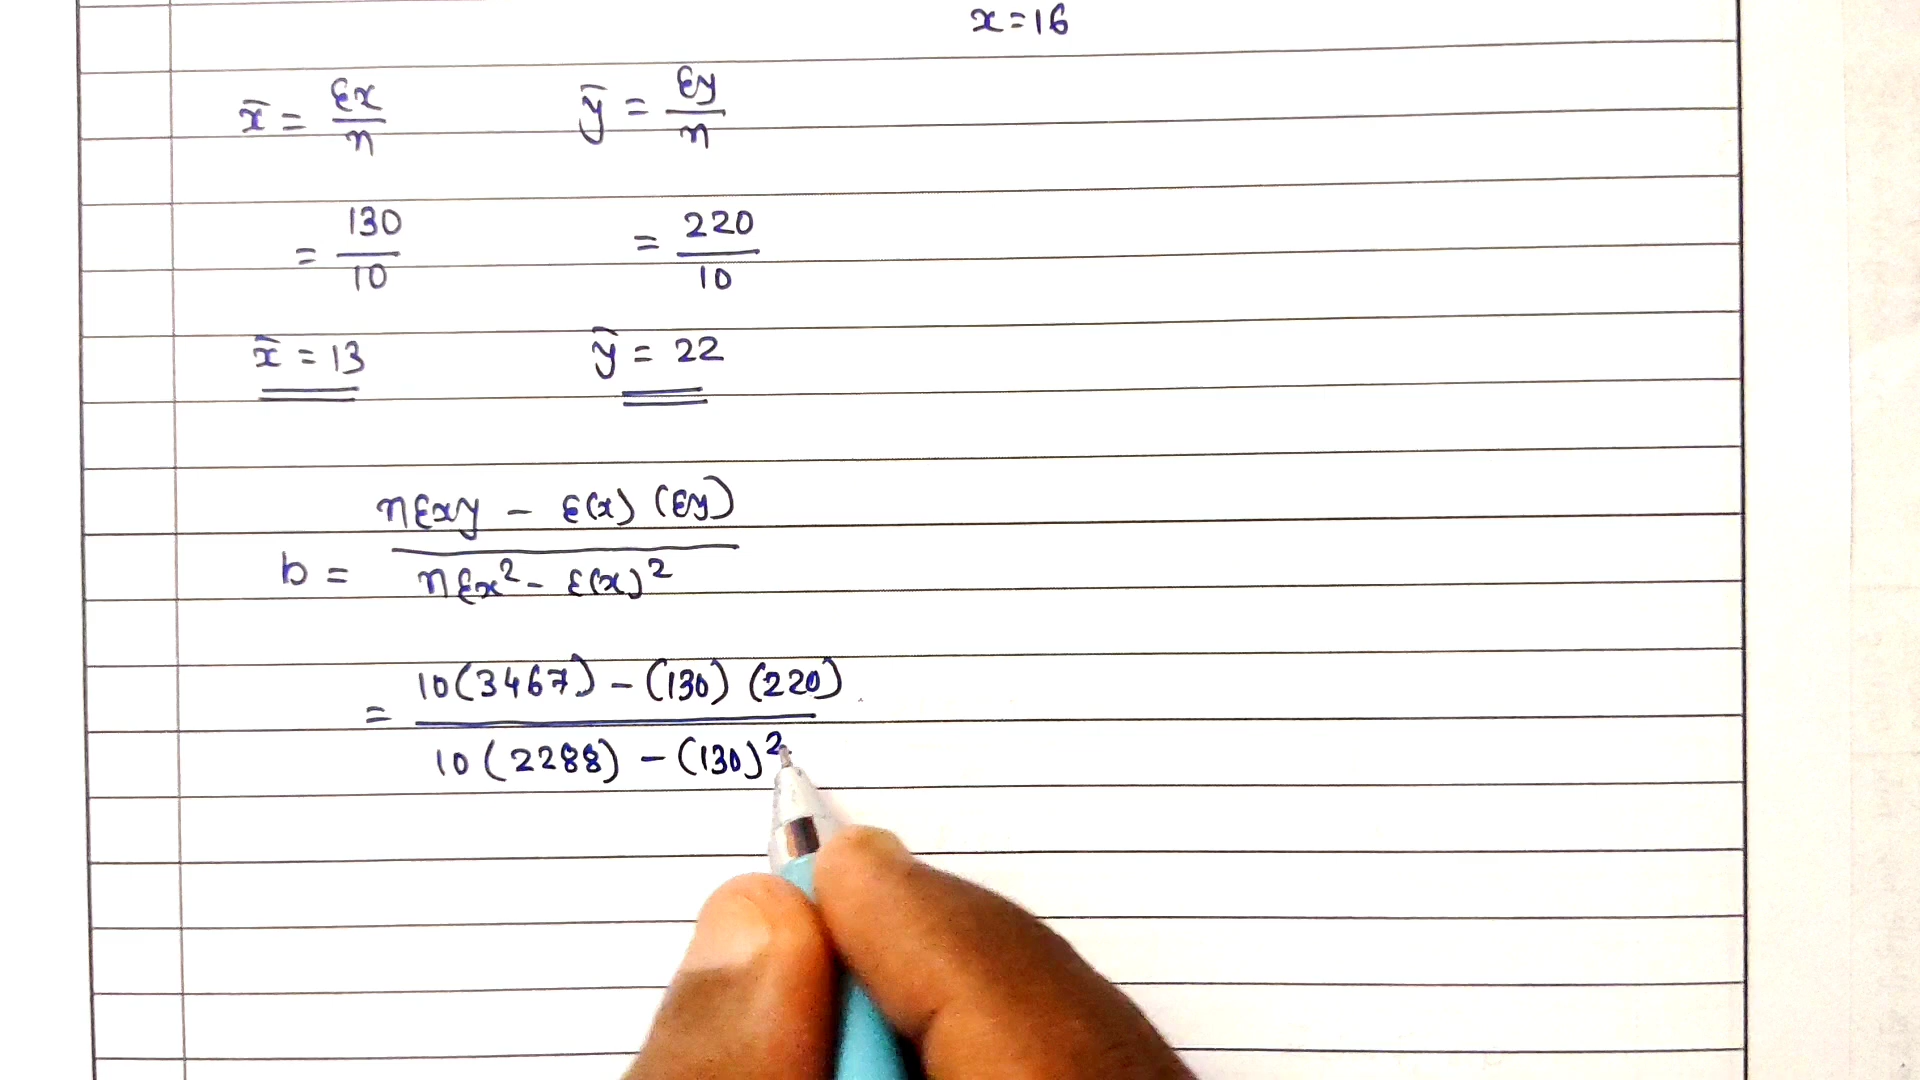 x = 16
x̄ = Σx/n ȳ = Σy/n
= 130/10 = 220/10
x̄ = 13 ȳ = 22
b = nΣxy - Σ(x) (Σy) / nΣx² - Σ(x)²
= 10(3467) - (130) (220) / 10(2288) - (130)²